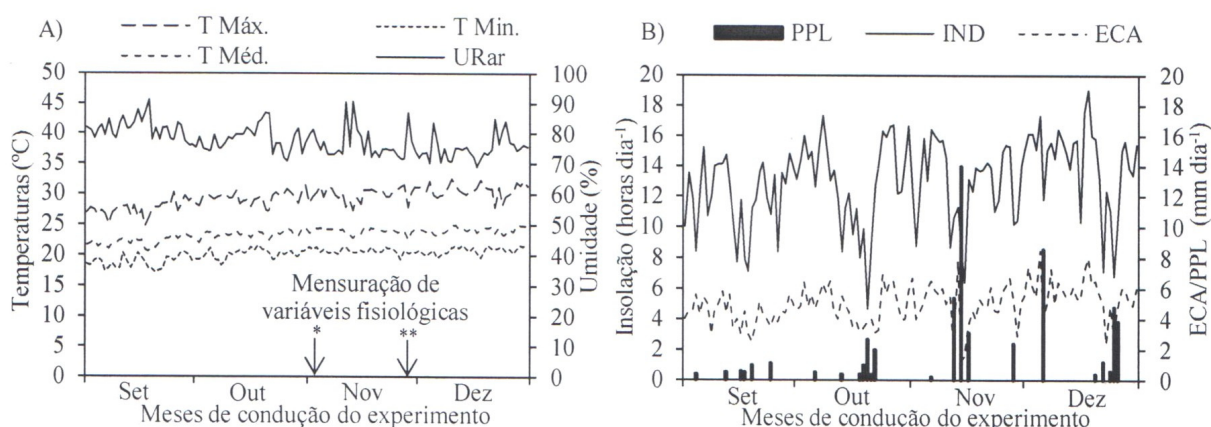 A)
T Máx.
T Min.
T Méd.
URar
50
45
40
35
30
25
20
15
10
5
0
Temperaturas (ºC)
100
90
80
70
60
50
40
30
20
10
0
Umidade (%)
Mensuração de
variáveis fisiológicas
*
**
Set
Out
Nov
Dez
Meses de condução do experimento
B)
PPL
IND
ECA
20
18
16
14
12
10
8
6
4
2
0
Insolação (horas dia⁻¹)
20
18
16
14
12
10
8
6
4
2
0
ECA/PPL (mm dia⁻¹)
Set
Out
Nov
Dez
Meses de condução do experimento